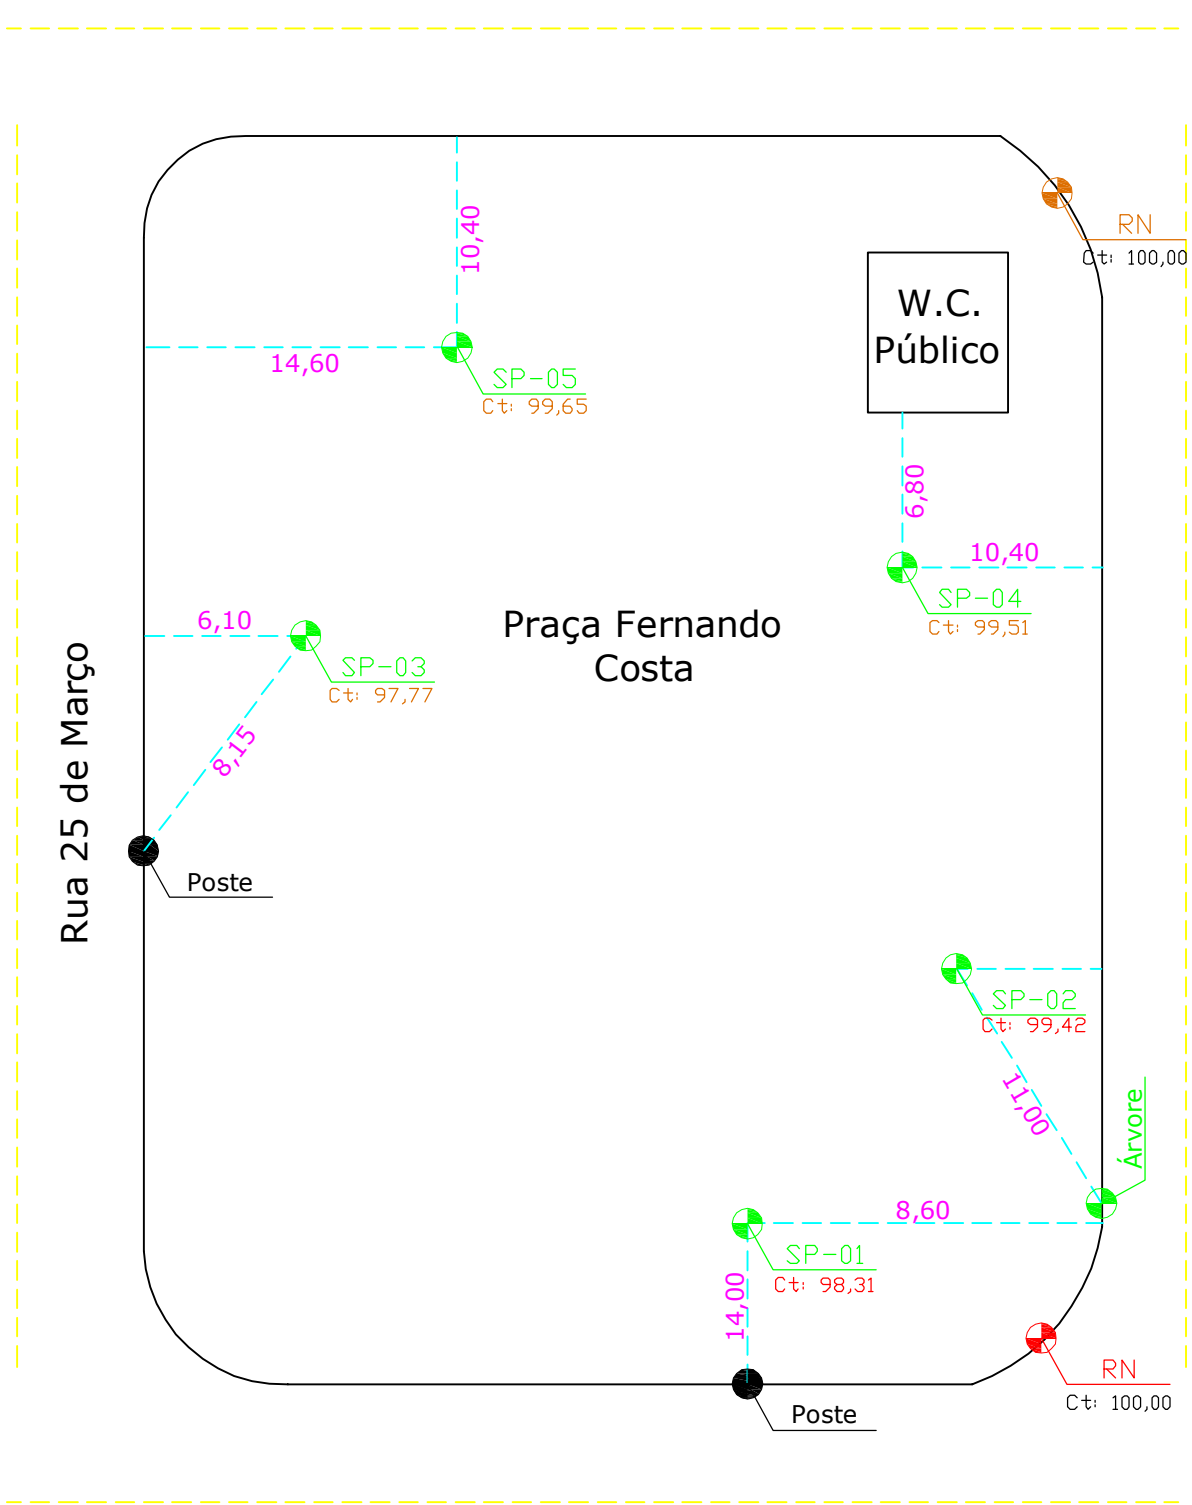 10,40
RN
Ct: 100,00
W.C.
Público
14,60
SP-05
Ct: 99,65
6,80
10,40
SP-04
Ct: 99,51
6,10
Praça Fernando
Costa
SP-03
Ct: 97,77
Rua 25 de Março
8,15
Poste
SP-02
Ct: 99,42
11,00
Árvore
8,60
SP-01
Ct: 98,31
14,00
RN
Ct: 100,00
Poste